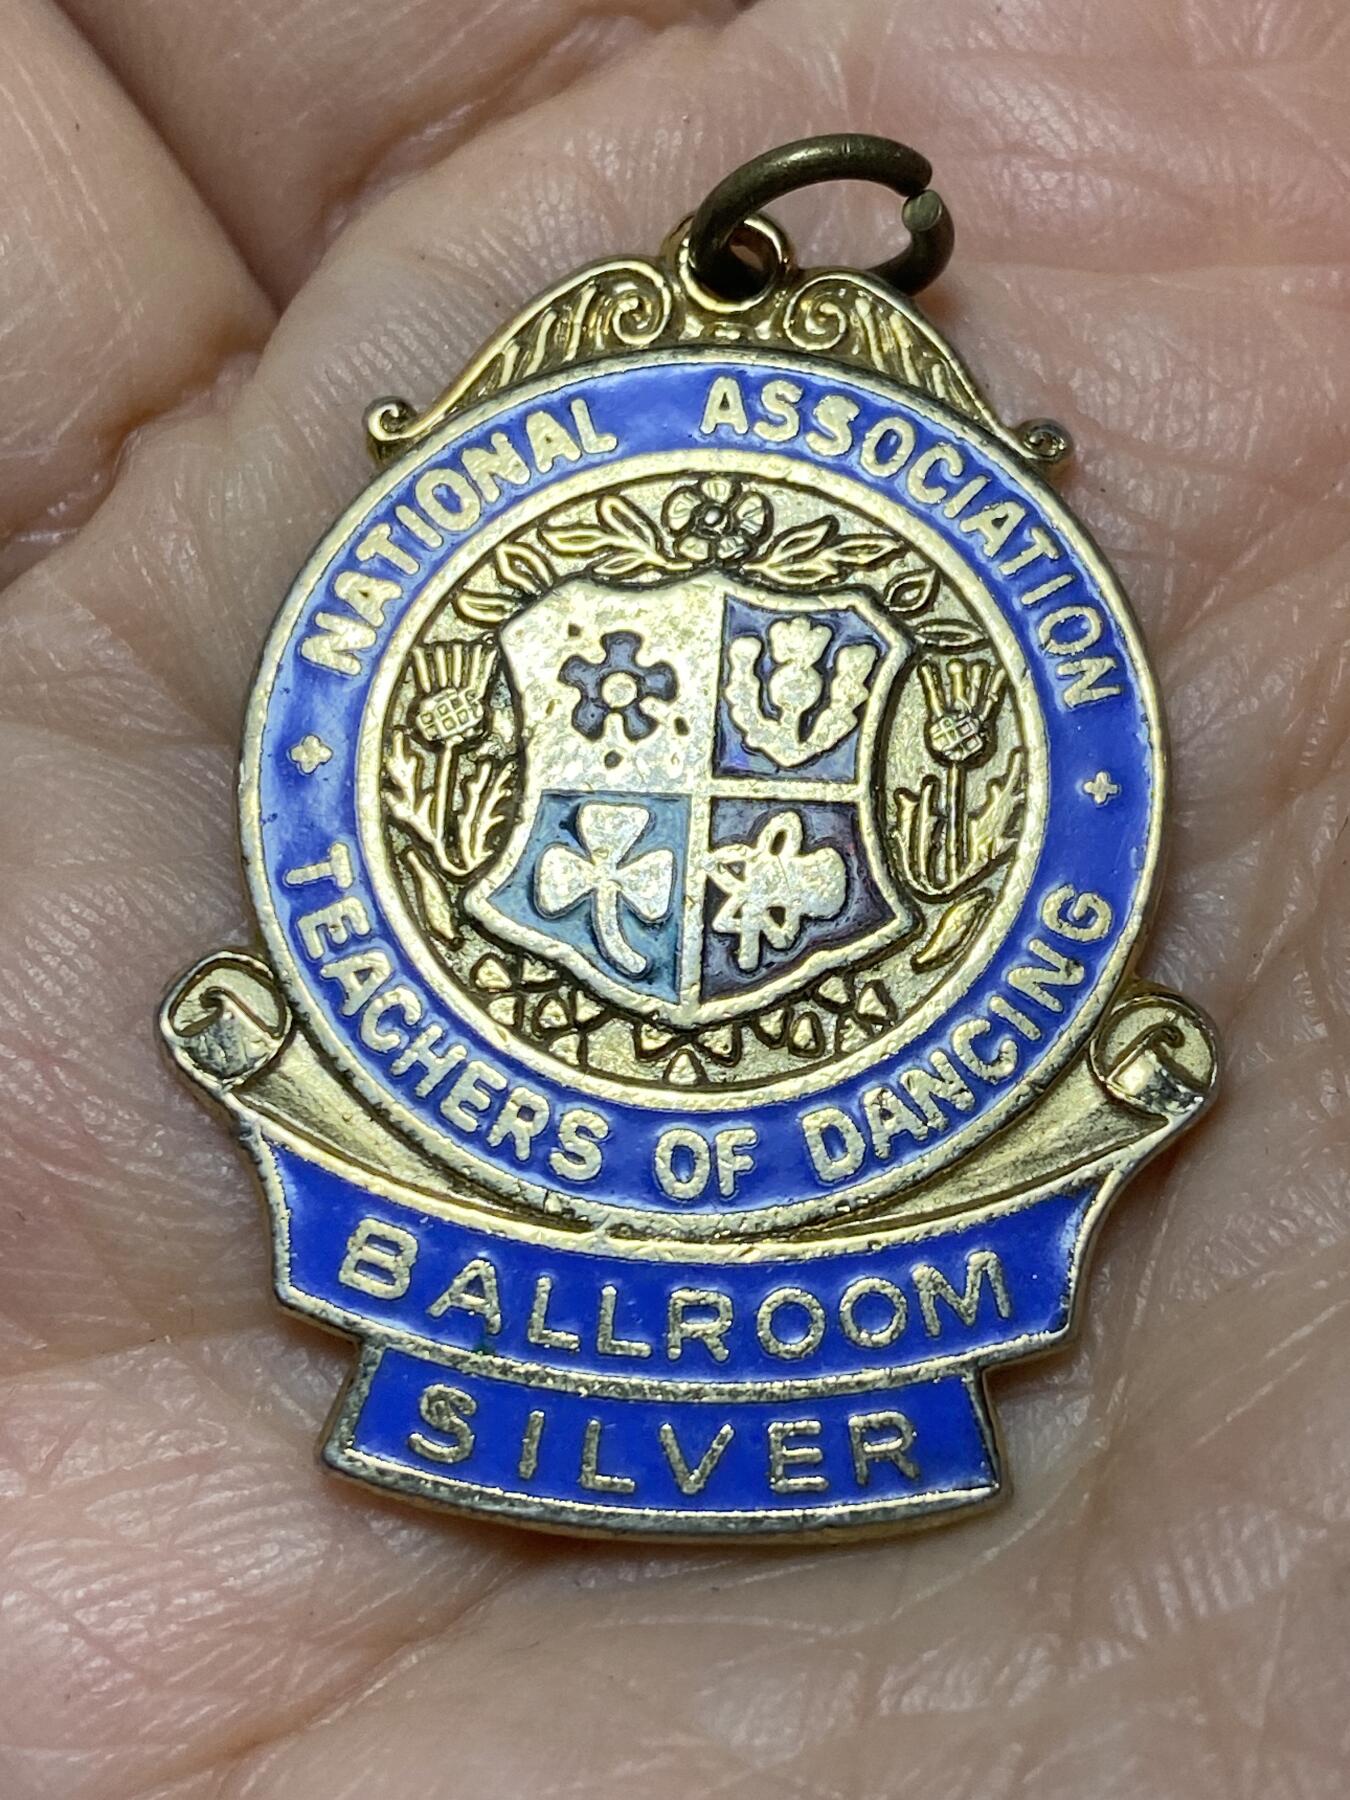 NATIONAL ASSOCIATION
TEACHERS OF DANCING
BALLROOM
SILVER